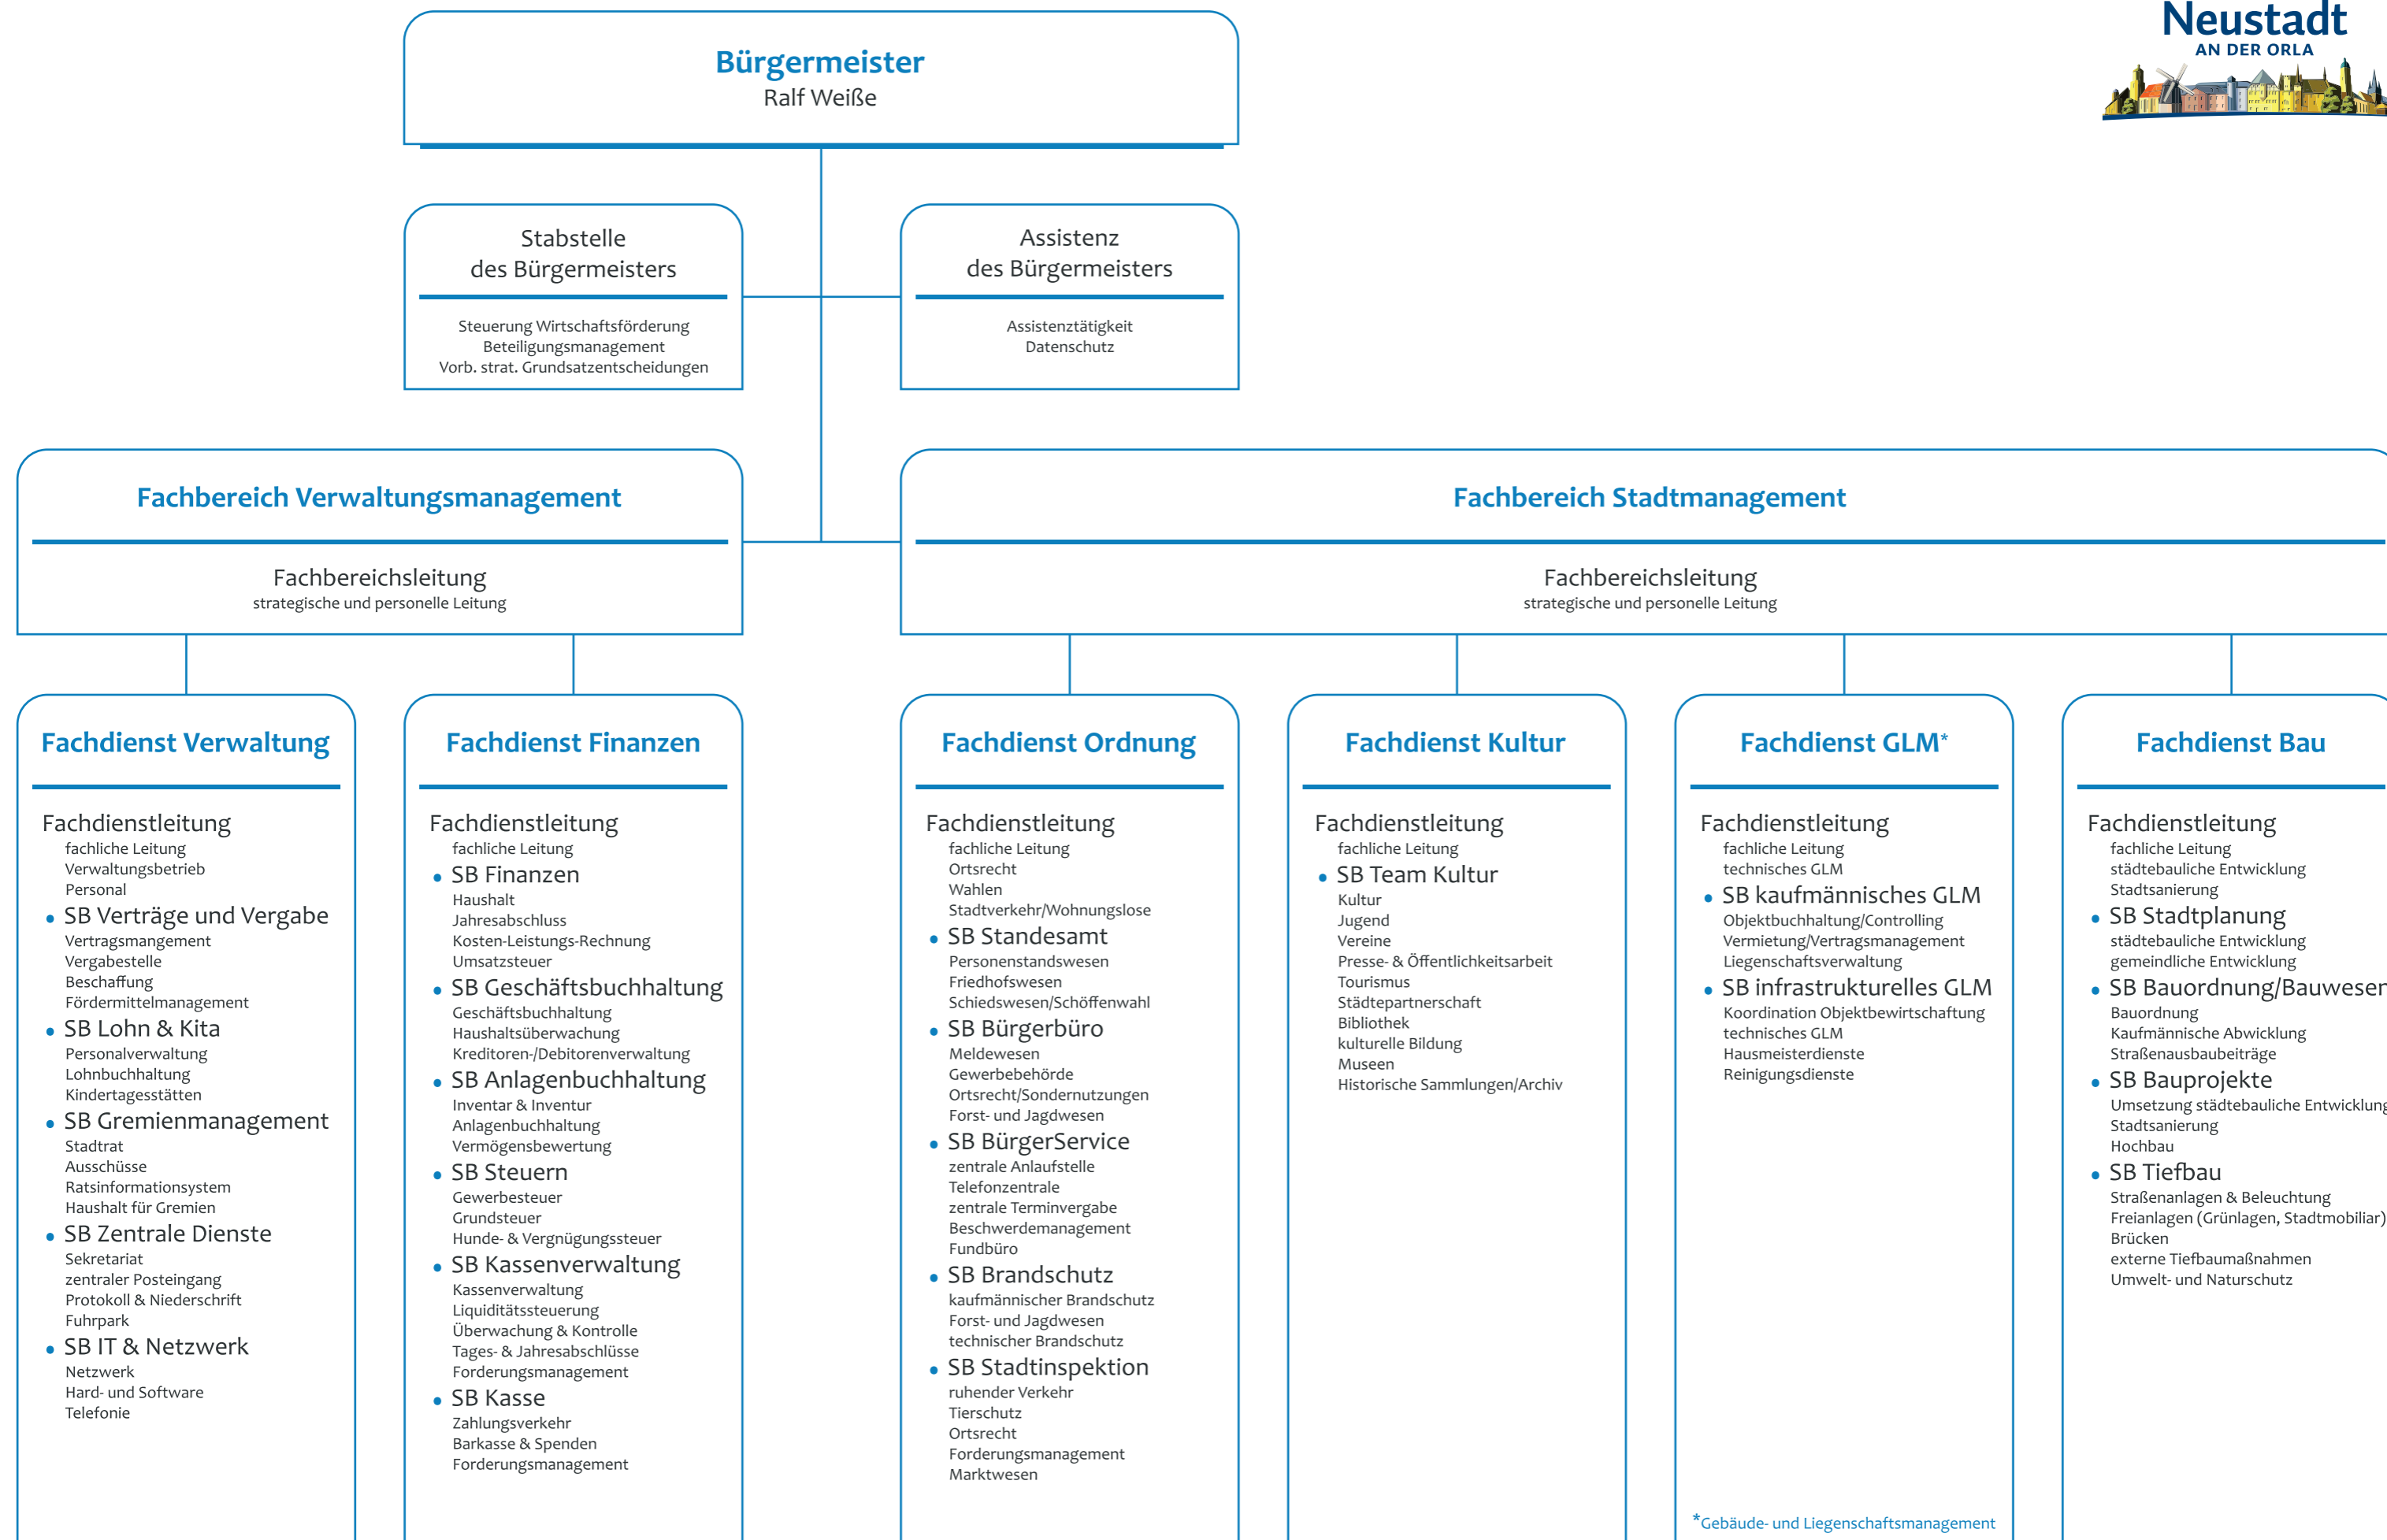 Neustadt
AN DER ORLA
Bürgermeister
Ralf Weiße
Stabstelle
des Bürgermeisters
Steuerung Wirtschaftsförderung
Beteiligungsmanagement
Vorb. strat. Grundsatzentscheidungen
Assistenz
des Bürgermeisters
Assistenztätigkeit
Datenschutz
Fachbereich Verwaltungsmanagement
Fachbereichsleitung
strategische und personelle Leitung
Fachbereich Stadtmanagement
Fachbereichsleitung
strategische und personelle Leitung
Fachdienst Verwaltung
Fachdienstleitung
fachliche Leitung
Verwaltungsbetrieb
Personal
• SB Verträge und Vergabe
Vertragsmangement
Vergabestelle
Beschaffung
Fördermittelmanagement
• SB Lohn & Kita
Personalverwaltung
Lohnbuchhaltung
Kindertagesstätten
• SB Gremienmanagement
Stadtrat
Ausschüsse
Ratsinformationsystem
Haushalt für Gremien
• SB Zentrale Dienste
Sekretariat
zentraler Posteingang
Protokoll & Niederschrift
Fuhrpark
• SB IT & Netzwerk
Netzwerk
Hard- und Software
Telefonie
Fachdienst Finanzen
Fachdienstleitung
fachliche Leitung
• SB Finanzen
Haushalt
Jahresabschluss
Kosten-Leistungs-Rechnung
Umsatzsteuer
• SB Geschäftsbuchhaltung
Geschäftsbuchhaltung
Haushaltsüberwachung
Kreditoren-/Debitorenverwaltung
• SB Anlagenbuchhaltung
Inventar & Inventur
Anlagenbuchhaltung
Vermögensbewertung
• SB Steuern
Gewerbesteuer
Grundsteuer
Hunde- & Vergnügungssteuer
• SB Kassenverwaltung
Kassenverwaltung
Liquiditätssteuerung
Überwachung & Kontrolle
Tages- & Jahresabschlüsse
Forderungsmanagement
• SB Kasse
Zahlungsverkehr
Barkasse & Spenden
Forderungsmanagement
Fachdienst Ordnung
Fachdienstleitung
fachliche Leitung
Ortsrecht
Wahlen
Stadtverkehr/Wohnungslose
• SB Standesamt
Personenstandswesen
Friedhofswesen
Schiedswesen/Schöffenwahl
• SB Bürgerbüro
Meldewesen
Gewerbebehörde
Ortsrecht/Sondernutzungen
Forst- und Jagdwesen
• SB BürgerService
zentrale Anlaufstelle
Telefonzentrale
zentrale Terminvergabe
Beschwerdemanagement
Fundbüro
• SB Brandschutz
kaufmännischer Brandschutz
Forst- und Jagdwesen
technischer Brandschutz
• SB Stadtinspektion
ruhender Verkehr
Tierschutz
Ortsrecht
Forderungsmanagement
Marktwesen
Fachdienst Kultur
Fachdienstleitung
fachliche Leitung
• SB Team Kultur
Kultur
Jugend
Vereine
Presse- & Öffentlichkeitsarbeit
Tourismus
Städtepartnerschaft
Bibliothek
kulturelle Bildung
Museen
Historische Sammlungen/Archiv
Fachdienst GLM*
Fachdienstleitung
fachliche Leitung
technisches GLM
• SB kaufmännisches GLM
Objektbuchhaltung/Controlling
Vermietung/Vertragsmanagement
Liegenschaftsverwaltung
• SB infrastrukturelles GLM
Koordination Objektbewirtschaftung
technisches GLM
Hausmeisterdienste
Reinigungsdienste
*Gebäude- und Liegenschaftsmanagement
Fachdienst Bau
Fachdienstleitung
fachliche Leitung
städtebauliche Entwicklung
Stadtsanierung
• SB Stadtplanung
städtebauliche Entwicklung
gemeindliche Entwicklung
• SB Bauordnung/Bauwesen
Bauordnung
Kaufmännische Abwicklung
Straßenausbaubeiträge
• SB Bauprojekte
Umsetzung städtebauliche Entwicklung
Stadtsanierung
Hochbau
• SB Tiefbau
Straßenanlagen & Beleuchtung
Freianlagen (Grünlagen, Stadtmobiliar)
Brücken
externe Tiefbaumaßnahmen
Umwelt- und Naturschutz